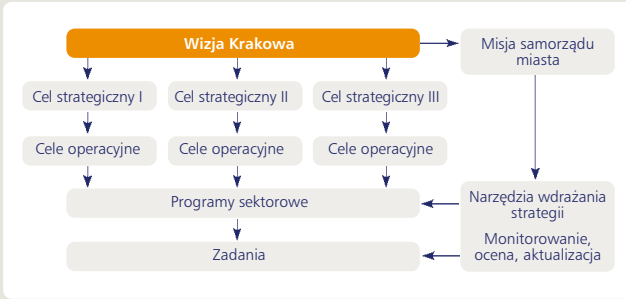 Wizja Krakowa
Misja samorządu
miasta
Cel strategiczny I
Cel strategiczny II
Cel strategiczny III
Cele operacyjne
Cele operacyjne
Cele operacyjne
Programy sektorowe
Narzędzia wdrażania
strategii
Zadania
Monitorowanie,
ocena, aktualizacja